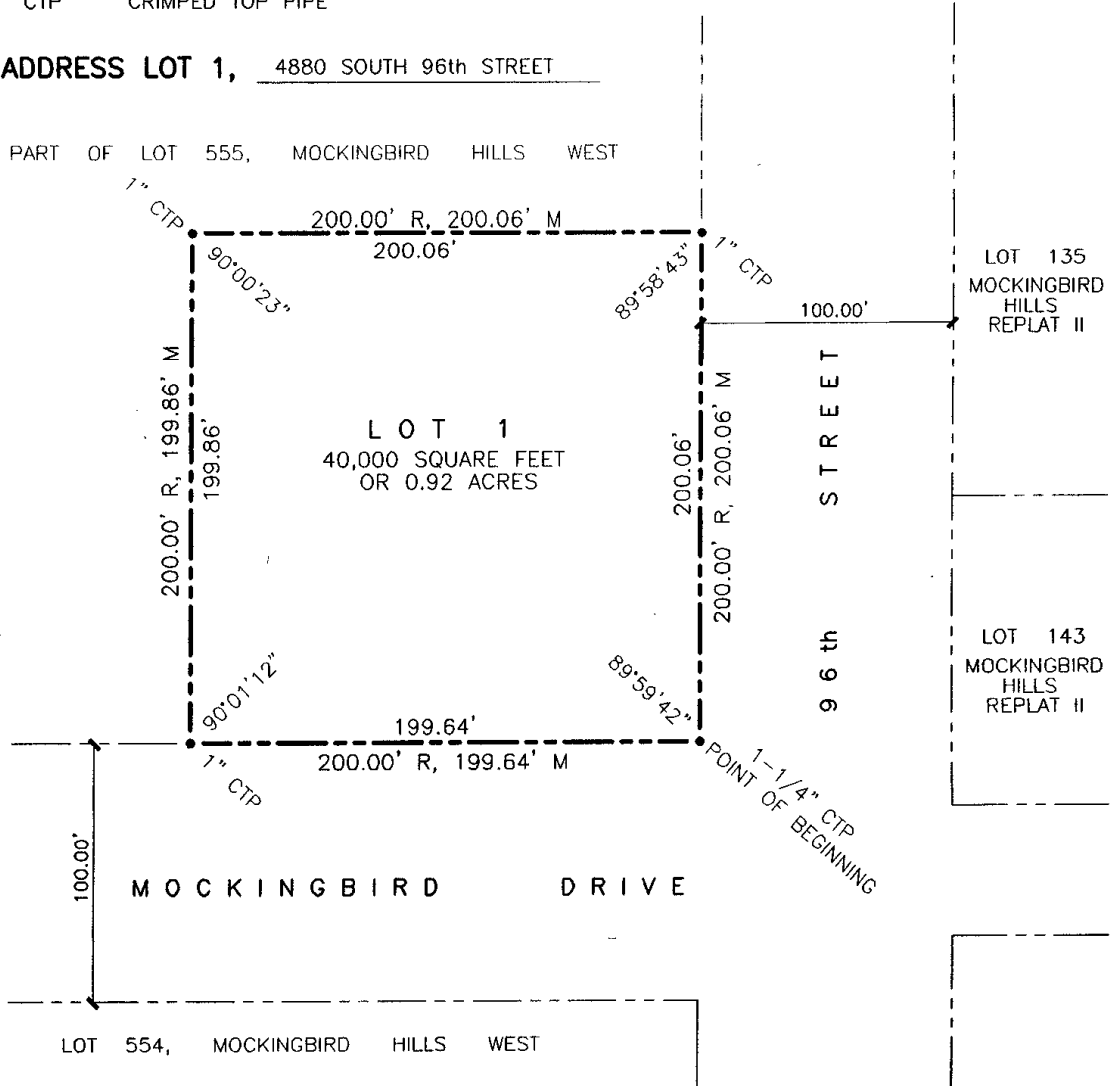 CTP CRIMPED TOP PIPE
ADDRESS LOT 1, 4880 SOUTH 96th STREET
PART OF LOT 555, MOCKINGBIRD HILLS WEST
1" CTP
200.00' R, 200.06' M
200.06'
1" CTP
90°00'23"
89°58'43"
LOT 135
MOCKINGBIRD
HILLS
REPLAT II
100.00'
200.00' R, 199.86' M
199.86'
LOT 1
40,000 SQUARE FEET
OR 0.92 ACRES
200.06'
200.00' R, 200.06' M
96th STREET
LOT 143
MOCKINGBIRD
HILLS
REPLAT II
90°01'12"
89°59'42"
199.64'
200.00' R, 199.64' M
1" CTP
1-1/4" CTP
POINT OF BEGINNING
100.00'
MOCKINGBIRD DRIVE
LOT 554, MOCKINGBIRD HILLS WEST